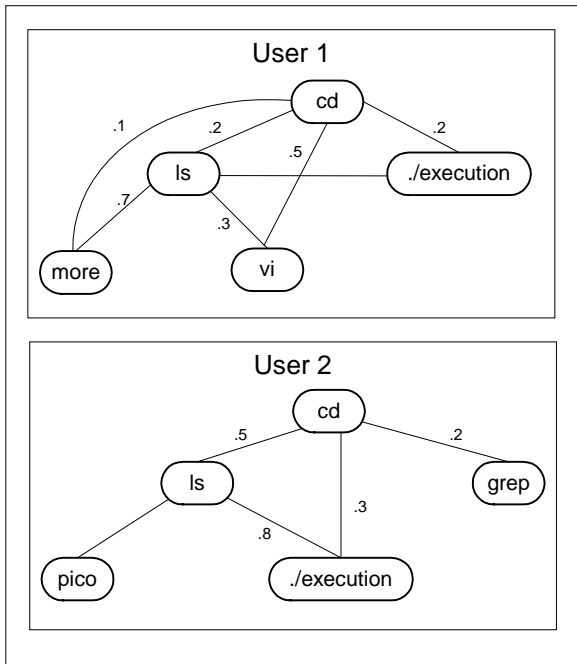 User 1
cd
.1
.2
.5
.2
ls
./execution
.7
.3
more
vi
User 2
cd
.5
.2
ls
grep
.3
.8
pico
./execution